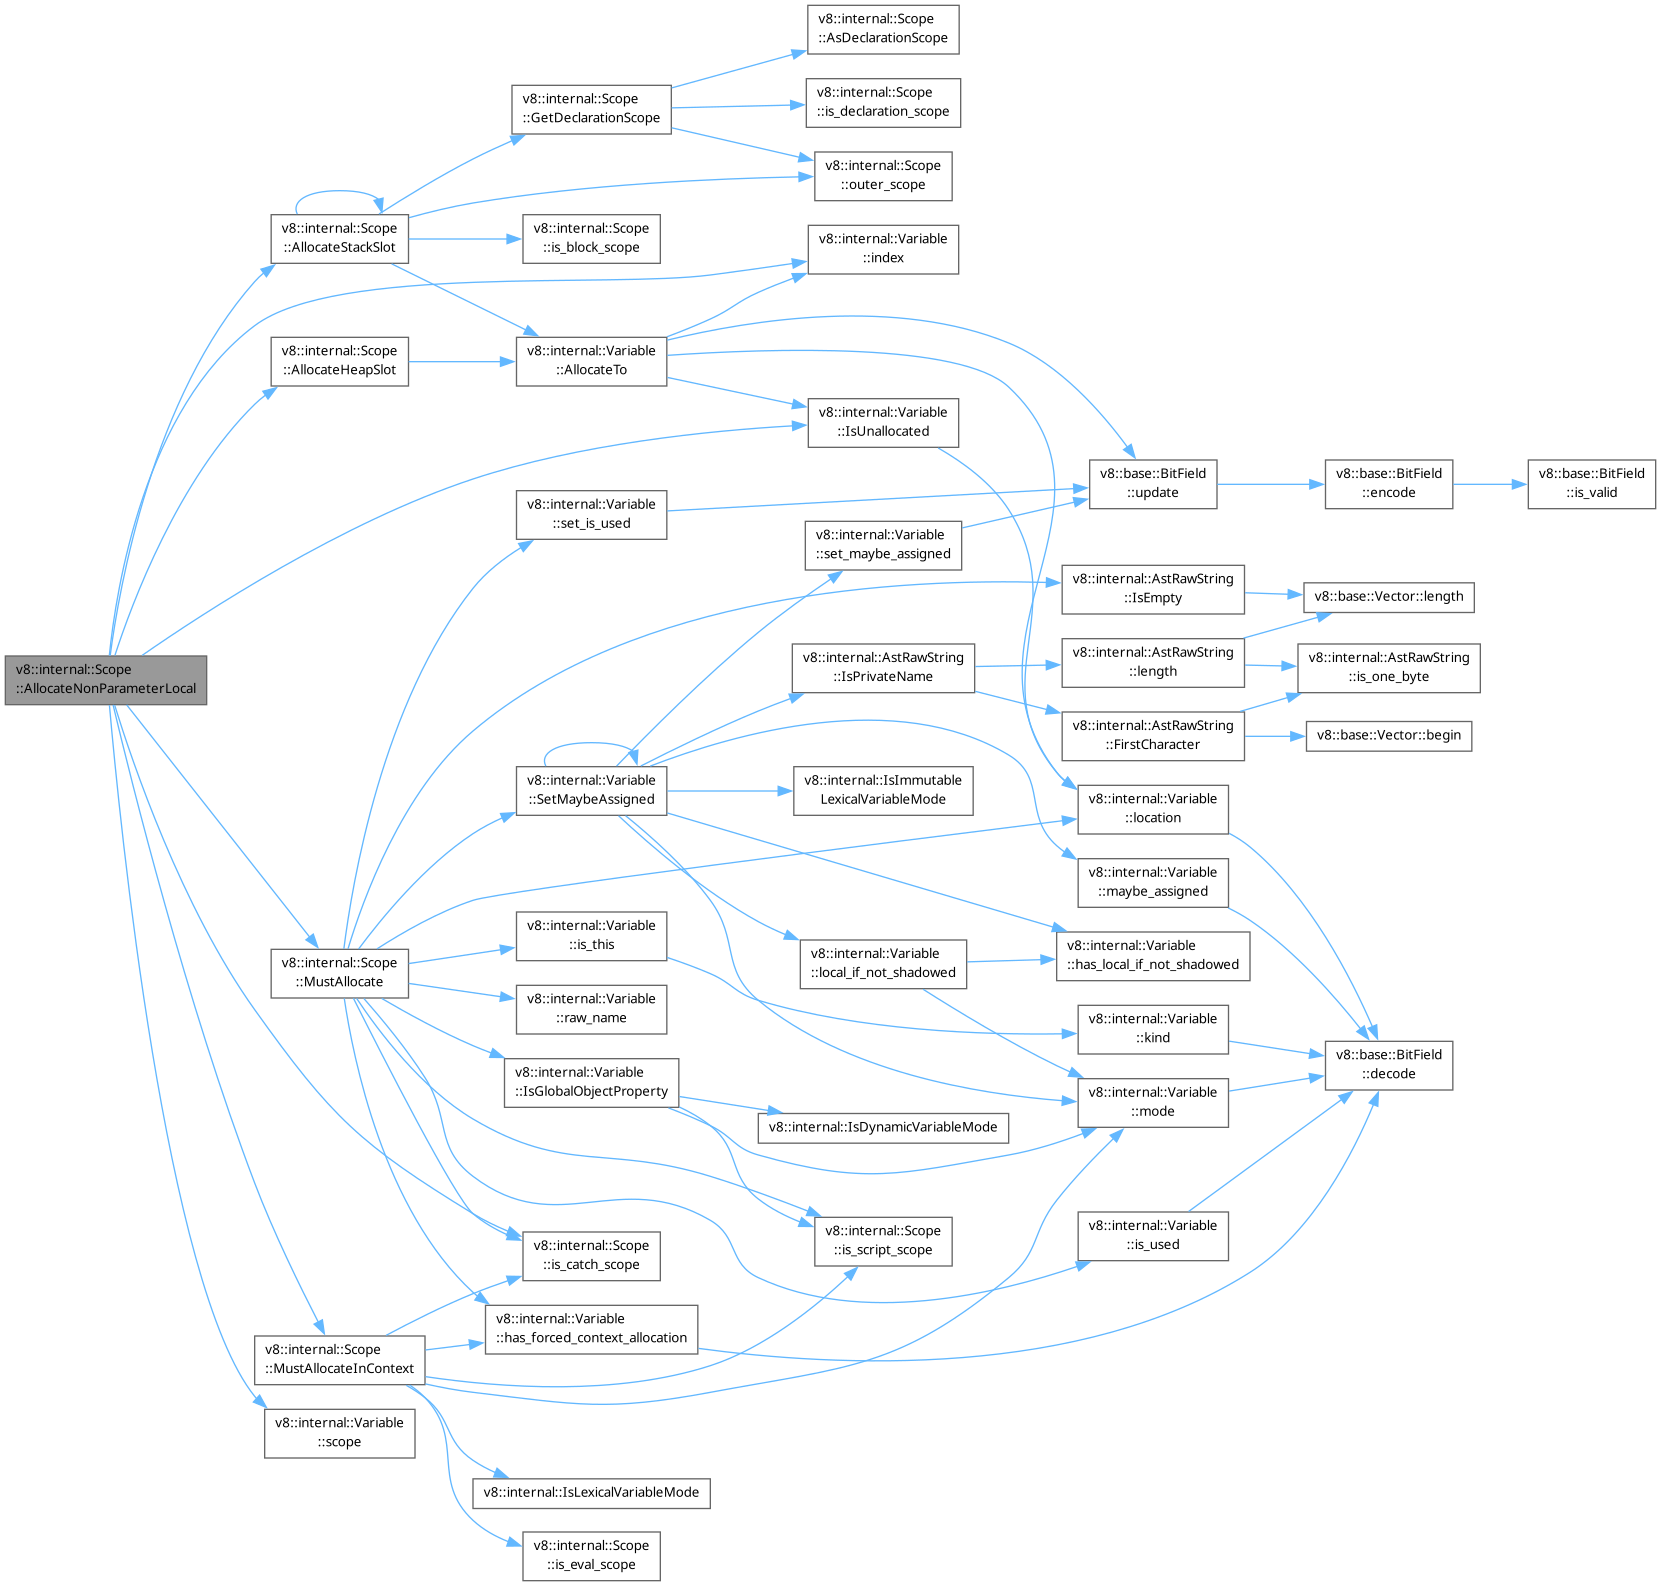 v8::internal::Scope
::AsDeclarationScope
v8::internal::Scope
::GetDeclarationScope
v8::internal::Scope
::is_declaration_scope
v8::internal::Scope
::outer_scope
v8::internal::Scope
::AllocateStackSlot
v8::internal::Scope
::is_block_scope
v8::internal::Variable
::index
v8::internal::Scope
::AllocateHeapSlot
v8::internal::Variable
::AllocateTo
v8::internal::Variable
::IsUnallocated
v8::base::BitField
::update
v8::base::BitField
::encode
v8::base::BitField
::is_valid
v8::internal::Variable
::set_is_used
v8::internal::Variable
::set_maybe_assigned
v8::internal::AstRawString
::IsEmpty
v8::base::Vector::length
v8::internal::Scope
::AllocateNonParameterLocal
v8::internal::AstRawString
::IsPrivateName
v8::internal::AstRawString
::length
v8::internal::AstRawString
::is_one_byte
v8::internal::AstRawString
::FirstCharacter
v8::base::Vector::begin
v8::internal::Variable
::SetMaybeAssigned
v8::internal::IsImmutable
LexicalVariableMode
v8::internal::Variable
::location
v8::internal::Variable
::maybe_assigned
v8::internal::Scope
::MustAllocate
v8::internal::Variable
::is_this
v8::internal::Variable
::local_if_not_shadowed
v8::internal::Variable
::has_local_if_not_shadowed
v8::internal::Variable
::raw_name
v8::internal::Variable
::kind
v8::base::BitField
::decode
v8::internal::Variable
::IsGlobalObjectProperty
v8::internal::IsDynamicVariableMode
v8::internal::Variable
::mode
v8::internal::Scope
::is_script_scope
v8::internal::Variable
::is_used
v8::internal::Scope
::is_catch_scope
v8::internal::Variable
::has_forced_context_allocation
v8::internal::Scope
::MustAllocateInContext
v8::internal::Variable
::scope
v8::internal::IsLexicalVariableMode
v8::internal::Scope
::is_eval_scope